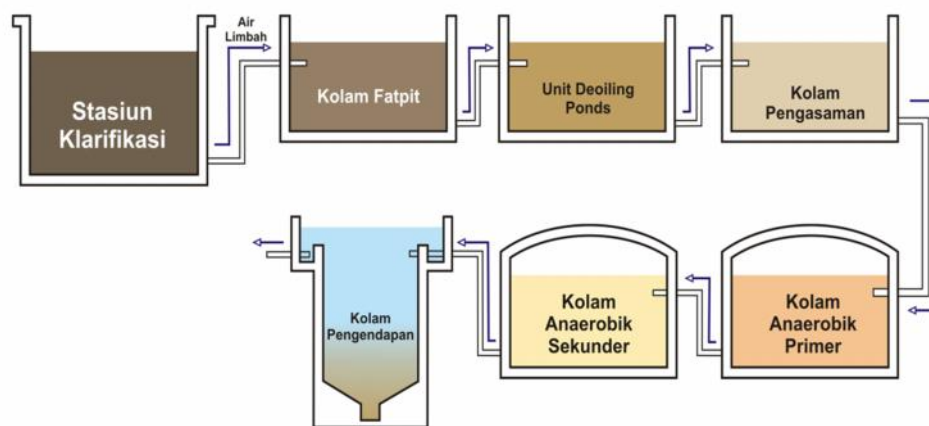 Air
Limbah
Stasiun
Klarifikasi
Kolam Fatpit
Unit Deoiling
Ponds
Kolam
Pengasaman
Kolam
Pengendapan
Kolam
Anaerobik
Sekunder
Kolam
Anaerobik
Primer